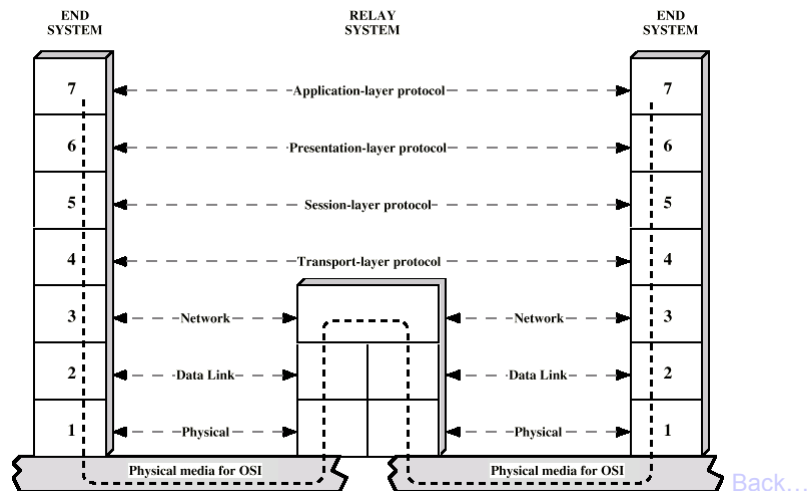 END
SYSTEM
RELAY
SYSTEM
END
SYSTEM
7 Application-layer protocol 7
6 Presentation-layer protocol 6
5 Session-layer protocol 5
4 Transport-layer protocol 4
3 Network Network 3
2 Data Link Data Link 2
1 Physical Physical 1
Physical media for OSI Physical media for OSI
Back…